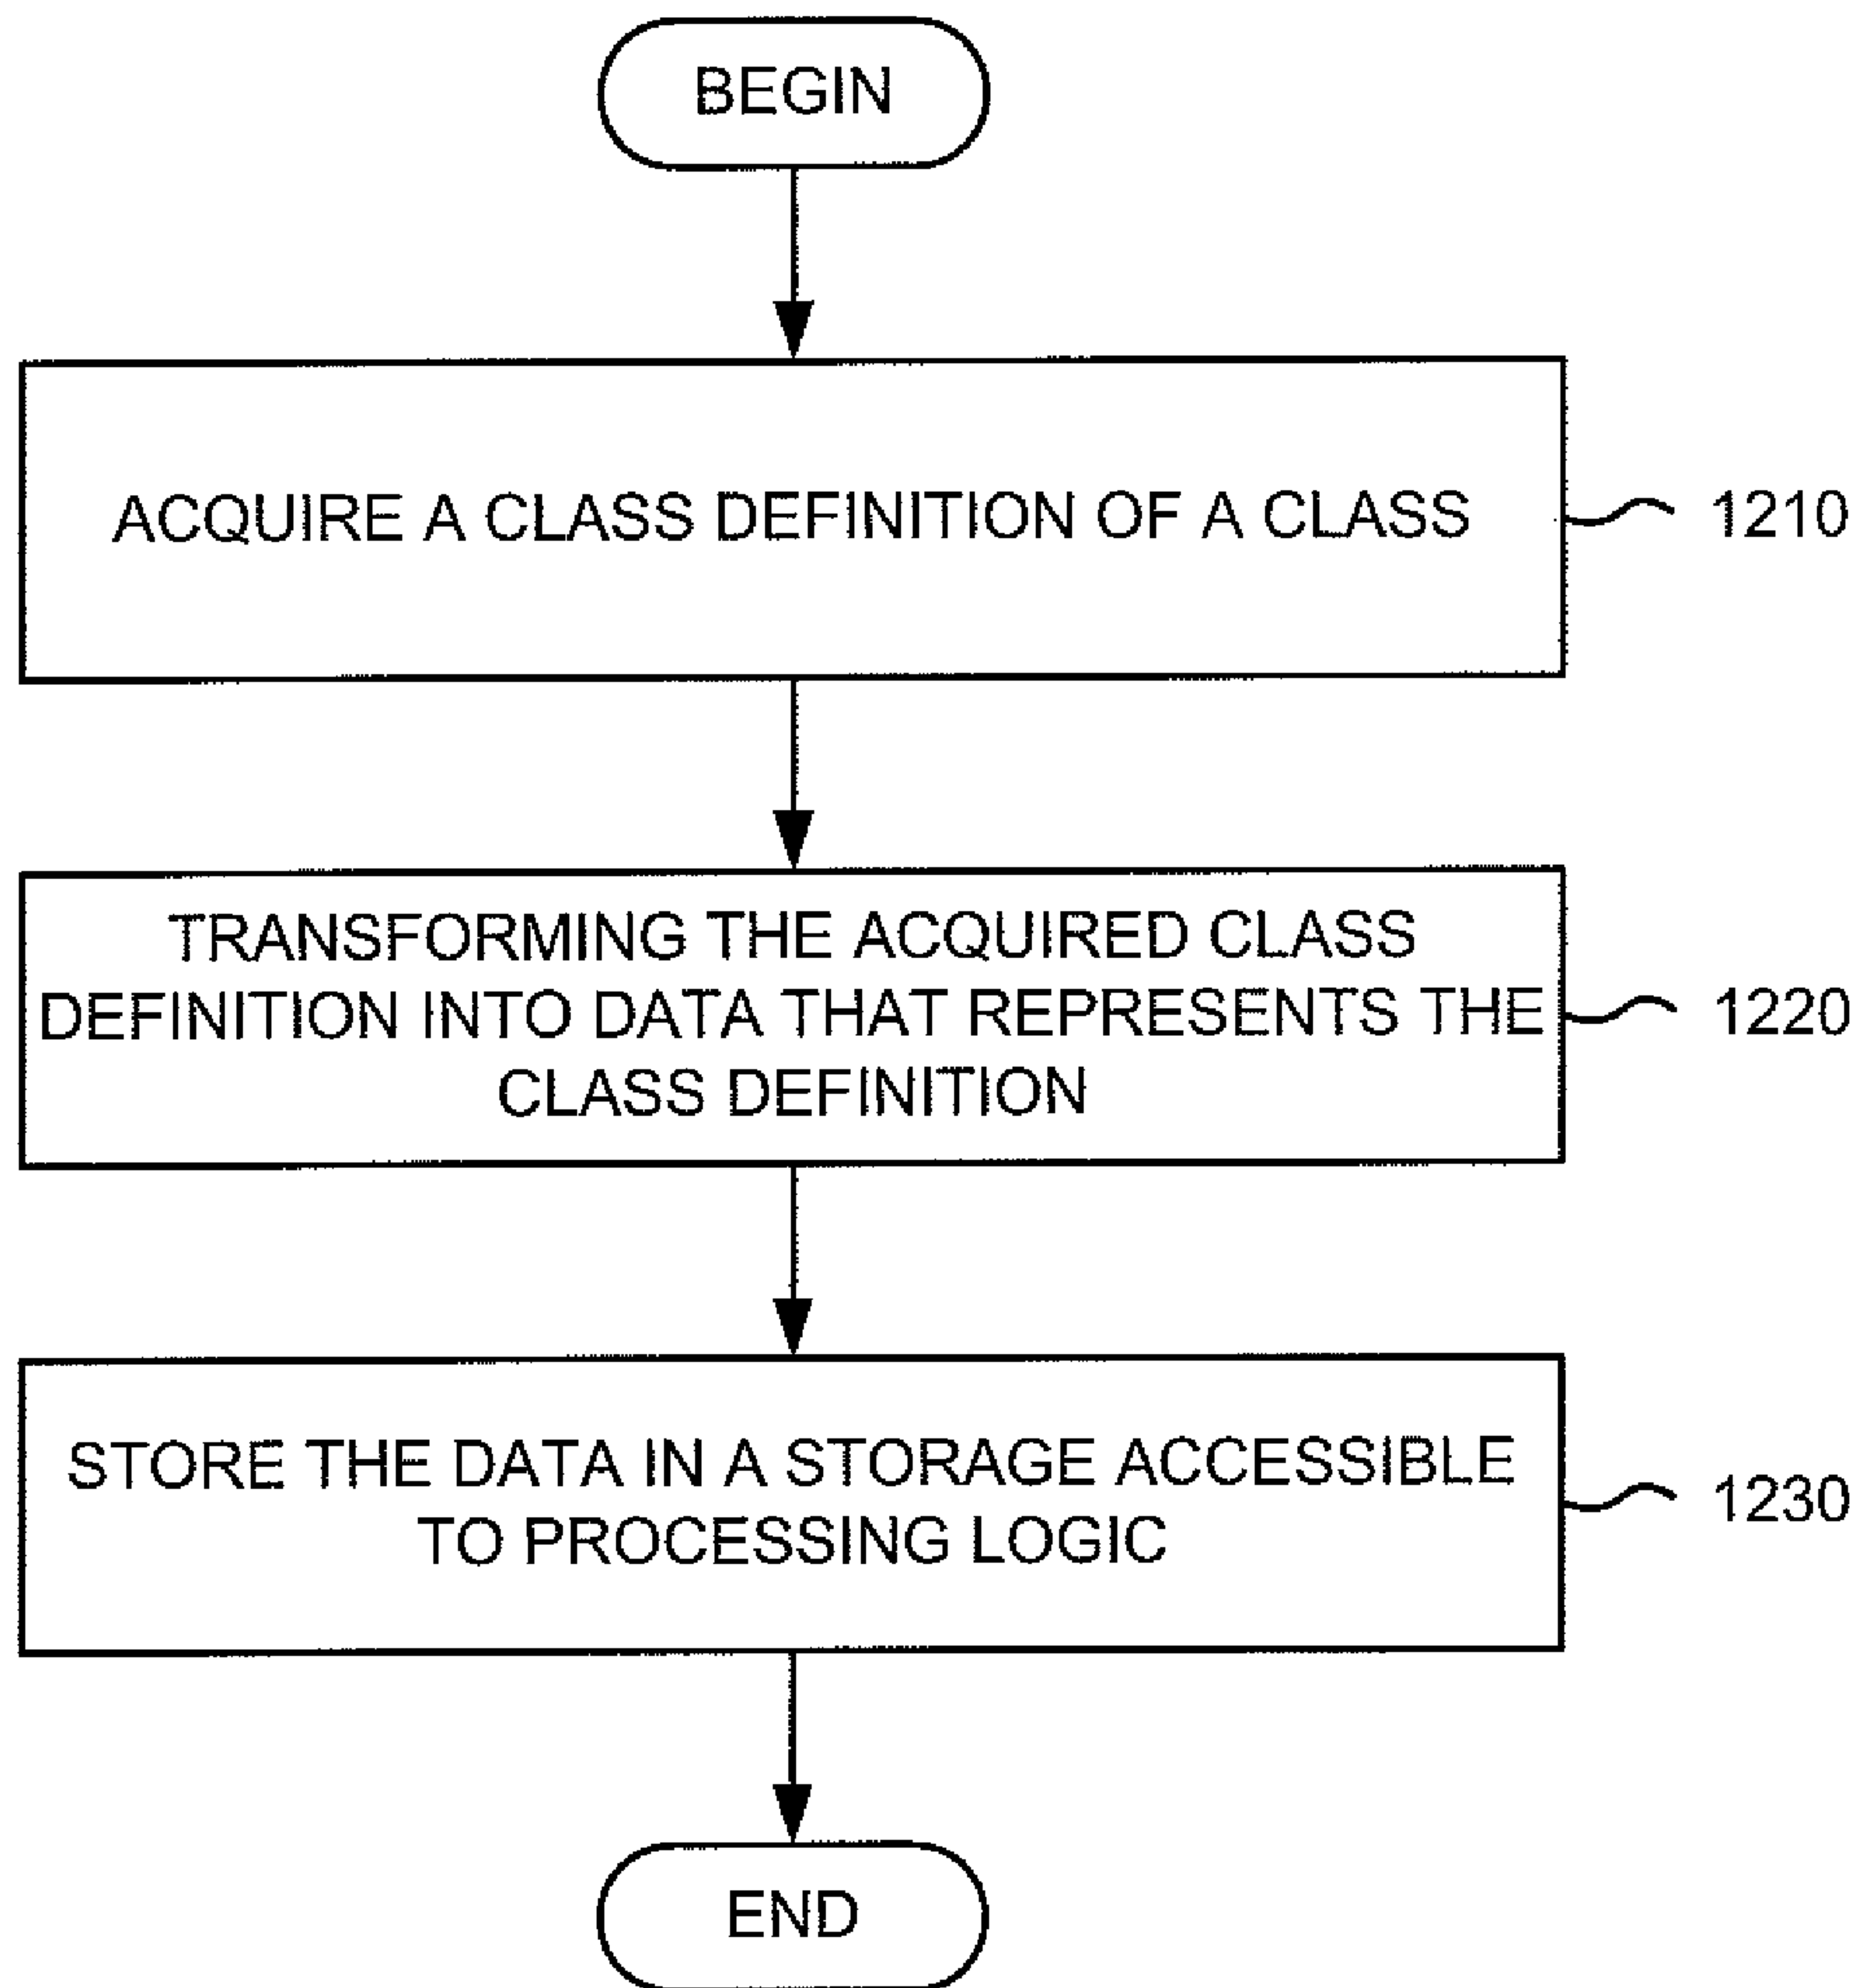 BEGIN
ACQUIRE A CLASS DEFINITION OF A CLASS
1210
TRANSFORMING THE ACQUIRED CLASS
DEFINITION INTO DATA THAT REPRESENTS THE
CLASS DEFINITION
1220
STORE THE DATA IN A STORAGE ACCESSIBLE
TO PROCESSING LOGIC
1230
END